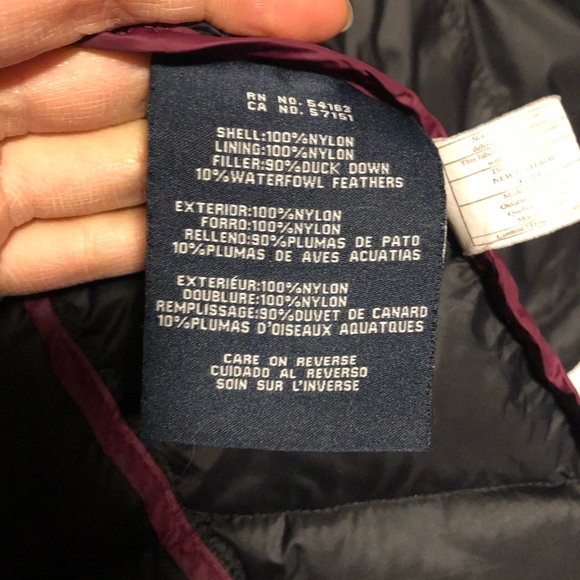 RN NO. 54163
CA NO. 57151
SHELL:100%NYLON
LINING:100%NYLON
FILLER:90%DUCK DOWN
10%WATERFOWL FEATHERS
EXTERIOR:100%NYLON
FORRO:100%NYLON
RELLENO:90%PLUMAS DE PATO
10%PLUMAS DE AVES ACUATIAS
EXTERIEUR:100%NYLON
DOUBLURE:100%NYLON
REMPLISSAGE:90%DUVET DE CANARD
10%PLUMAS D'OISEAUX AQUATQUES
CARE ON REVERSE
CUIDADO AL REVERSO
SOIN SUR L'INVERSE